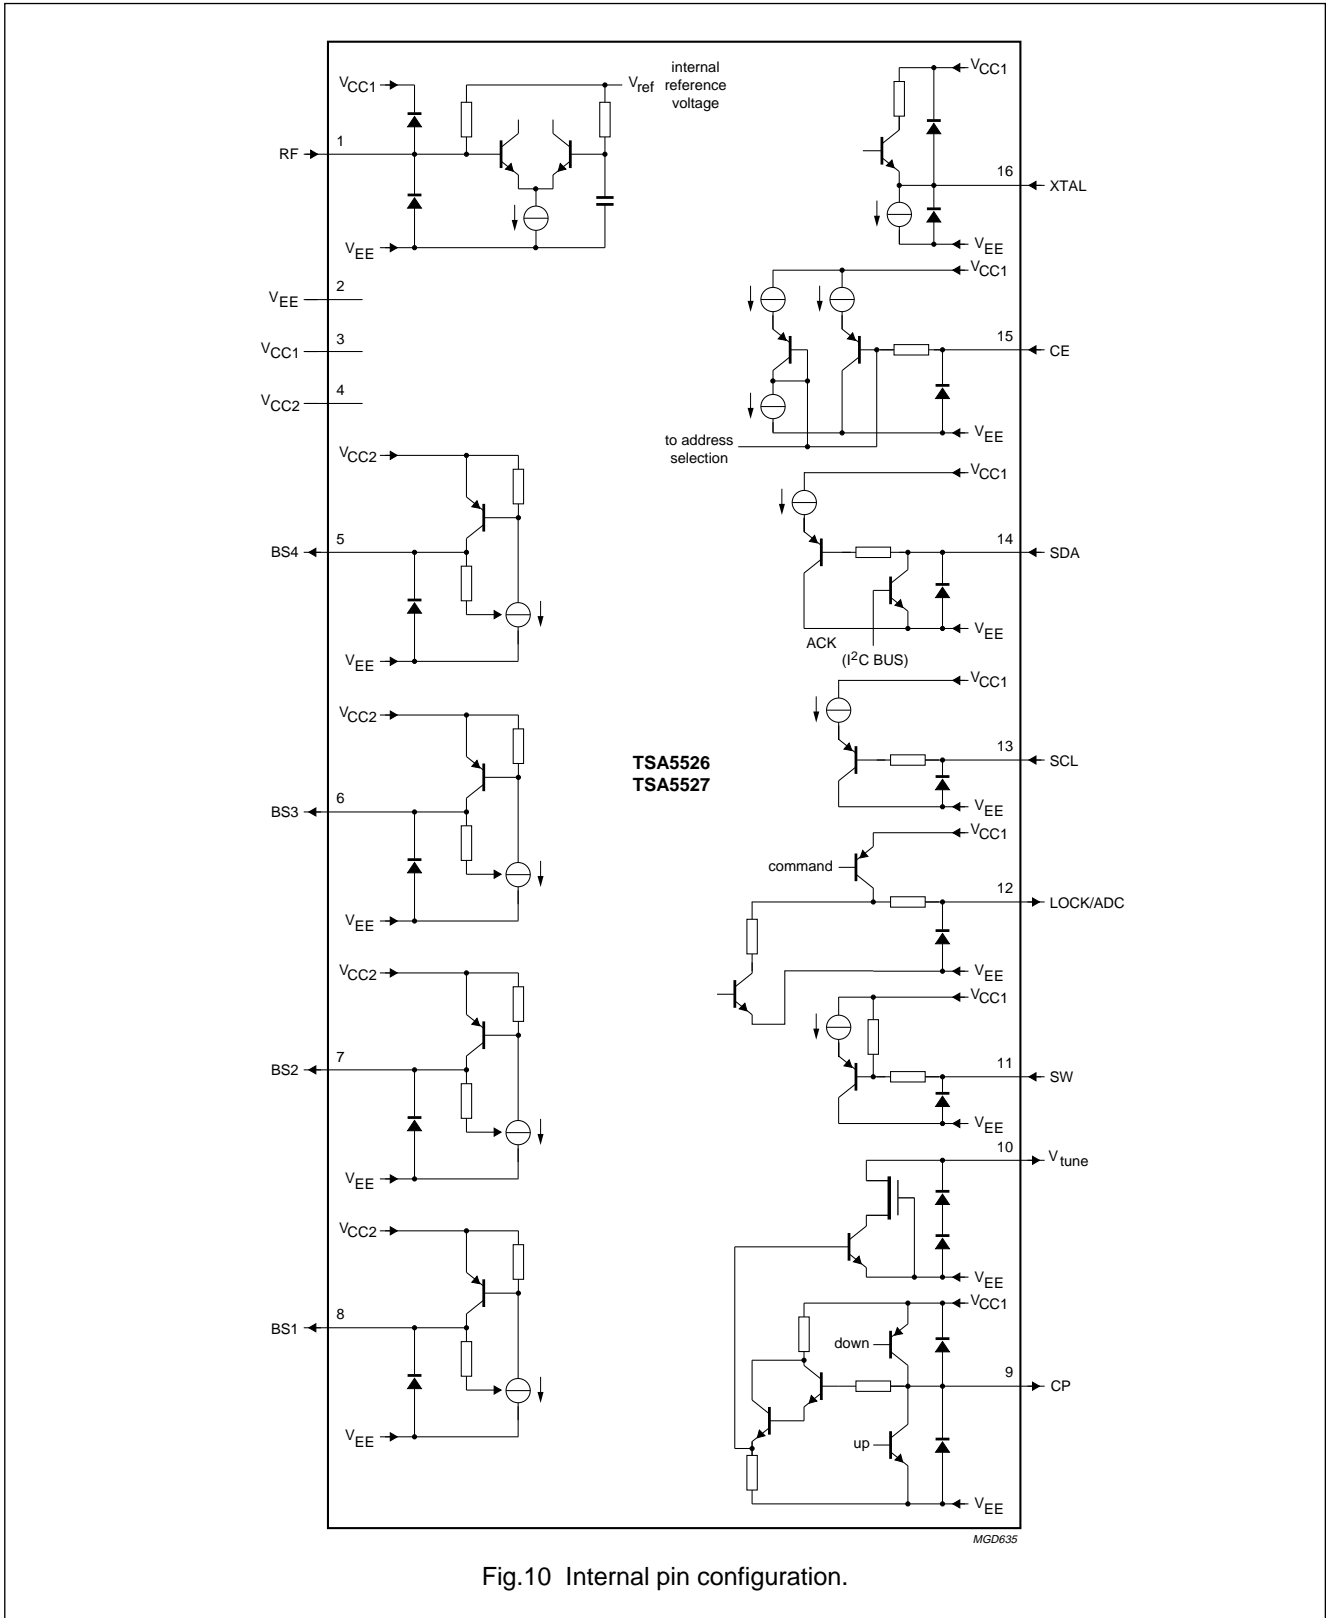 VCC1
Vref
internal
reference
voltage
1
RF
VEE
2
VEE
3
VCC1
4
VCC2
VCC2
5
BS4
VEE
VCC2
6
BS3
VEE
VCC2
7
BS2
VEE
VCC2
8
BS1
VEE
TSA5526
TSA5527
VCC1
16
XTAL
VEE
VCC1
15
CE
VEE
to address
selection
VCC1
14
SDA
VEE
ACK
(I2C BUS)
VCC1
13
SCL
VEE
VCC1
command
12
LOCK/ADC
VEE
VCC1
11
SW
VEE
10
Vtune
VEE
VCC1
down
9
CP
up
VEE
MGD635
Fig.10 Internal pin configuration.